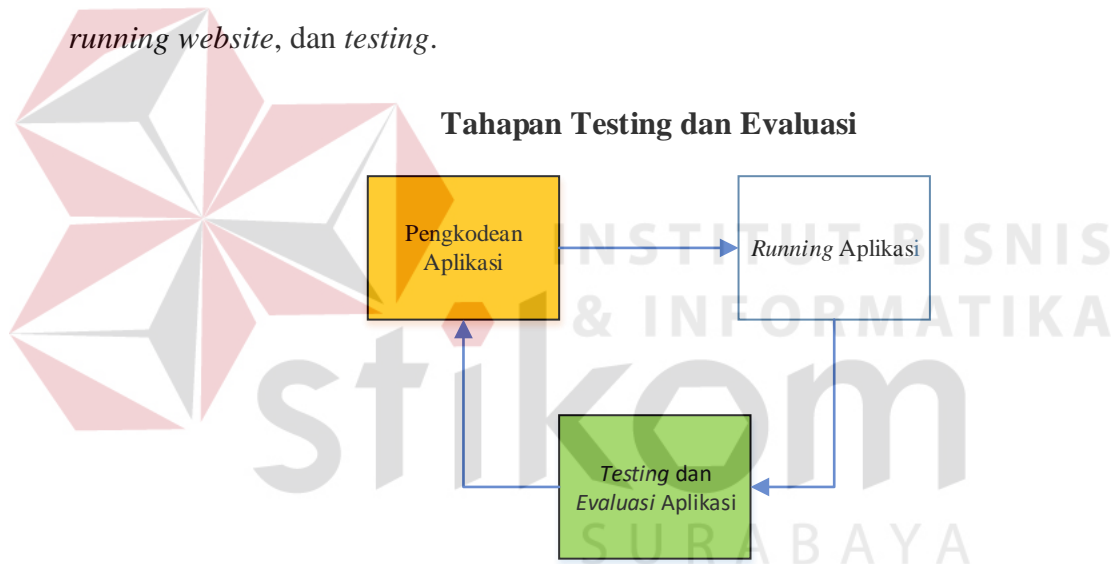 running website, dan testing.
Tahapan Testing dan Evaluasi
Pengkodean
Aplikasi
Running Aplikasi
Testing dan
Evaluasi Aplikasi
INSTITUT BISNIS
& INFORMATIKA
stikom
SURABAYA